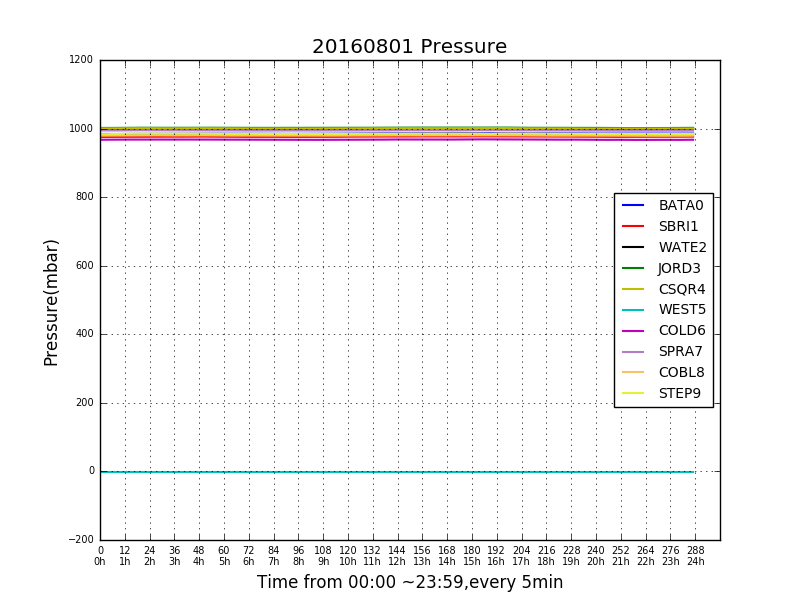 20160801 Pressure
1200
1000
800
600
400
200
0
−200
Pressure(mbar)
BATA0
SBRI1
WATE2
JORD3
CSQR4
WEST5
COLD6
SPRA7
COBL8
STEP9
0 12 24 36 48 60 72 84 96 108 120 132 144 156 168 180 192 204 216 228 240 252 264 276 288
0h 1h 2h 3h 4h 5h 6h 7h 8h 9h 10h 11h 12h 13h 14h 15h 16h 17h 18h 19h 20h 21h 22h 23h 24h
Time from 00:00 ~23:59,every 5min